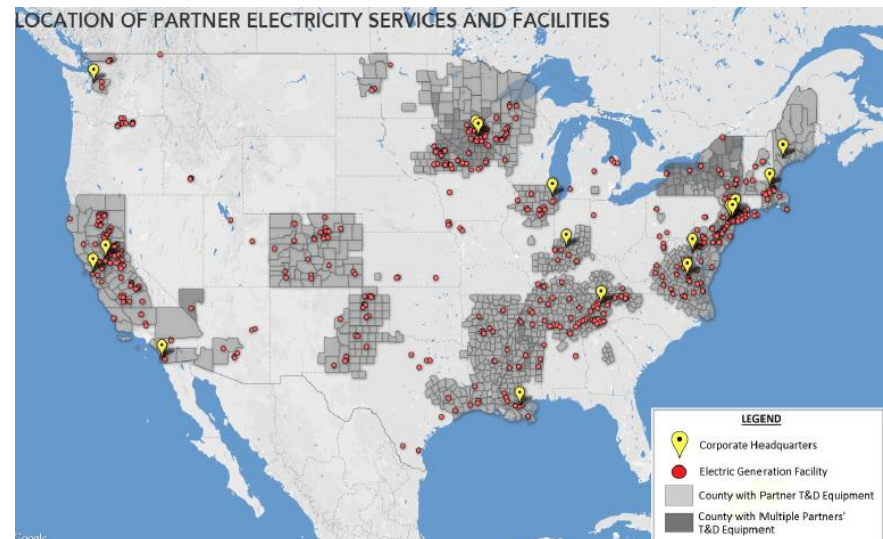 LOCATION OF PARTNER ELECTRICITY SERVICES AND FACILITIES
LEGEND
Corporate Headquarters
Electric Generation Facility
County with Partner T&D Equipment
County with Multiple Partners'
T&D Equipment
Google